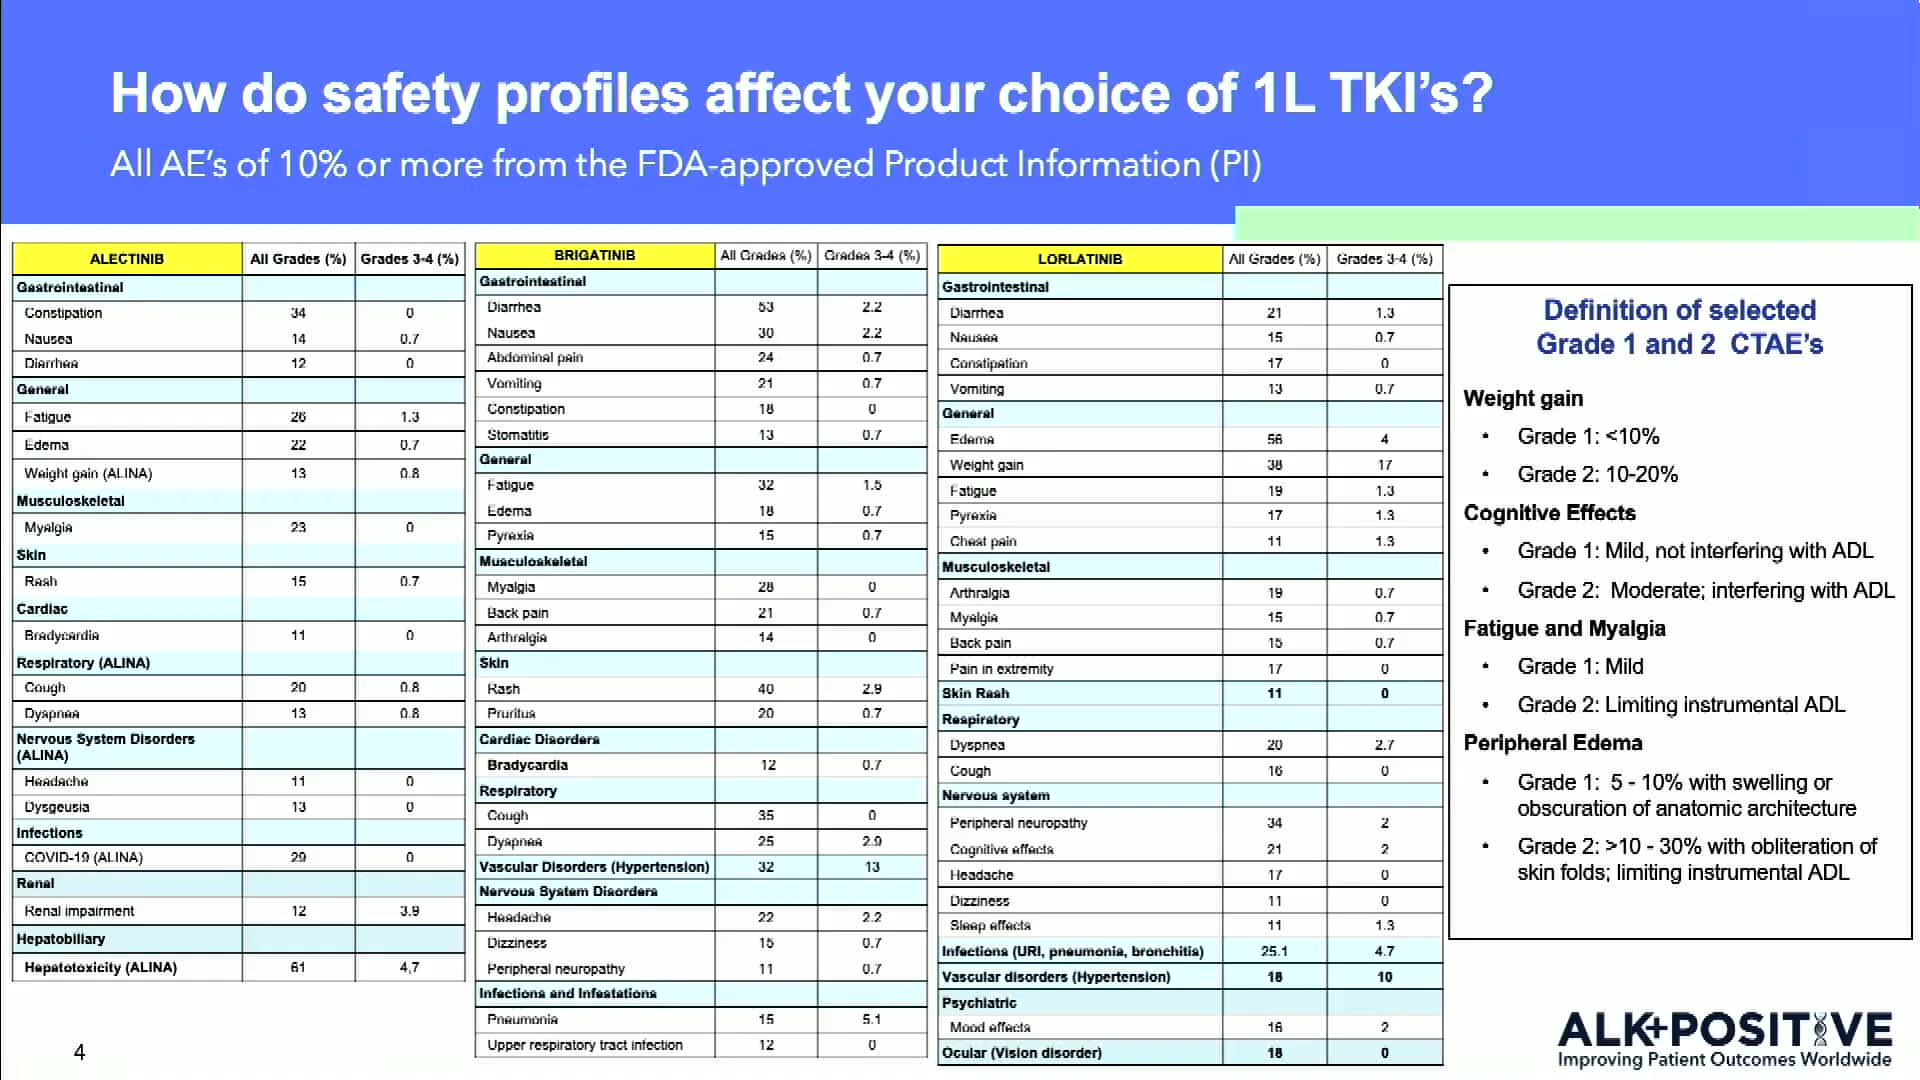 How do safety profiles affect your choice of 1L TKI's?
All AE's of 10% or more from the FDA-approved Product Information (PI)
ALECTINIB All Grades (%) Grades 3-4 (%)
Gastrointestinal
Constipation 34 0
Nausea 14 0.7
Diarrhea 12 0
General
Fatigue 26 1.3
Edema 22 0.7
Weight gain (ALINA) 13 0.8
Musculoskeletal
Myalgia 23 0
Skin
Rash 15 0.7
Cardiac
Bradycardia 11 0
Respiratory (ALINA)
Cough 20 0.8
Dyspnea 13 0.8
Nervous System Disorders
(ALINA)
Headache 11 0
Dysgeusia 13 0
Infections
COVID-19 (ALINA) 29 0
Renal
Renal impairment 12 3.9
Hepatobiliary
Hepatotoxicity (ALINA) 61 4,7
BRIGATINIB All Grades (%) Grades 3-4 (%)
Gastrointestinal
Diarrhea 53 2.2
Nausea 30 2.2
Abdominal pain 24 0.7
Vomiting 21 0.7
Constipation 18 0
Stomatitis 13 0.7
General
Fatigue 32 1.5
Edema 18 0.7
Pyrexia 15 0.7
Musculoskeletal
Myalgia 28 0
Back pain 21 0.7
Arthralgia 14 0
Skin
Rash 40 2.9
Pruritus 20 0.7
Cardiac Disorders
Bradycardia 12 0.7
Respiratory
Cough 35 0
Dyspnea 25 2.9
Vascular Disorders (Hypertension) 32 13
Nervous System Disorders
Headache 22 2.2
Dizziness 15 0.7
Peripheral neuropathy 11 0.7
Infections and Infestations
Pneumonia 15 5.1
Upper respiratory tract infection 12 0
LORLATINIB All Grades (%) Grades 3-4 (%)
Gastrointestinal
Diarrhea 21 1.3
Nausea 15 0.7
Constipation 17 0
Vomiting 13 0.7
General
Edema 56 4
Weight gain 38 17
Fatigue 19 1.3
Pyrexia 17 1.3
Chest pain 11 1.3
Musculoskeletal
Arthralgia 19 0.7
Myalgia 15 0.7
Back pain 15 0.7
Pain in extremity 17 0
Skin Rash 11 0
Respiratory
Dyspnea 20 2.7
Cough 16 0
Nervous system
Peripheral neuropathy 34 2
Cognitive effects 21 2
Headache 17 0
Dizziness 11 0
Sleep effects 11 1.3
Infections (URI, pneumonia, bronchitis) 25.1 4.7
Vascular disorders (Hypertension) 18 10
Psychiatric
Mood effects 16 2
Ocular (Vision disorder) 18 0
Definition of selected
Grade 1 and 2 CTAE's
Weight gain
• Grade 1: <10%
• Grade 2: 10-20%
Cognitive Effects
• Grade 1: Mild, not interfering with ADL
• Grade 2: Moderate; interfering with ADL
Fatigue and Myalgia
• Grade 1: Mild
• Grade 2: Limiting instrumental ADL
Peripheral Edema
• Grade 1: 5 - 10% with swelling or
obscuration of anatomic architecture
• Grade 2: >10 - 30% with obliteration of
skin folds; limiting instrumental ADL
4
ALK+POSITIVE
Improving Patient Outcomes Worldwide